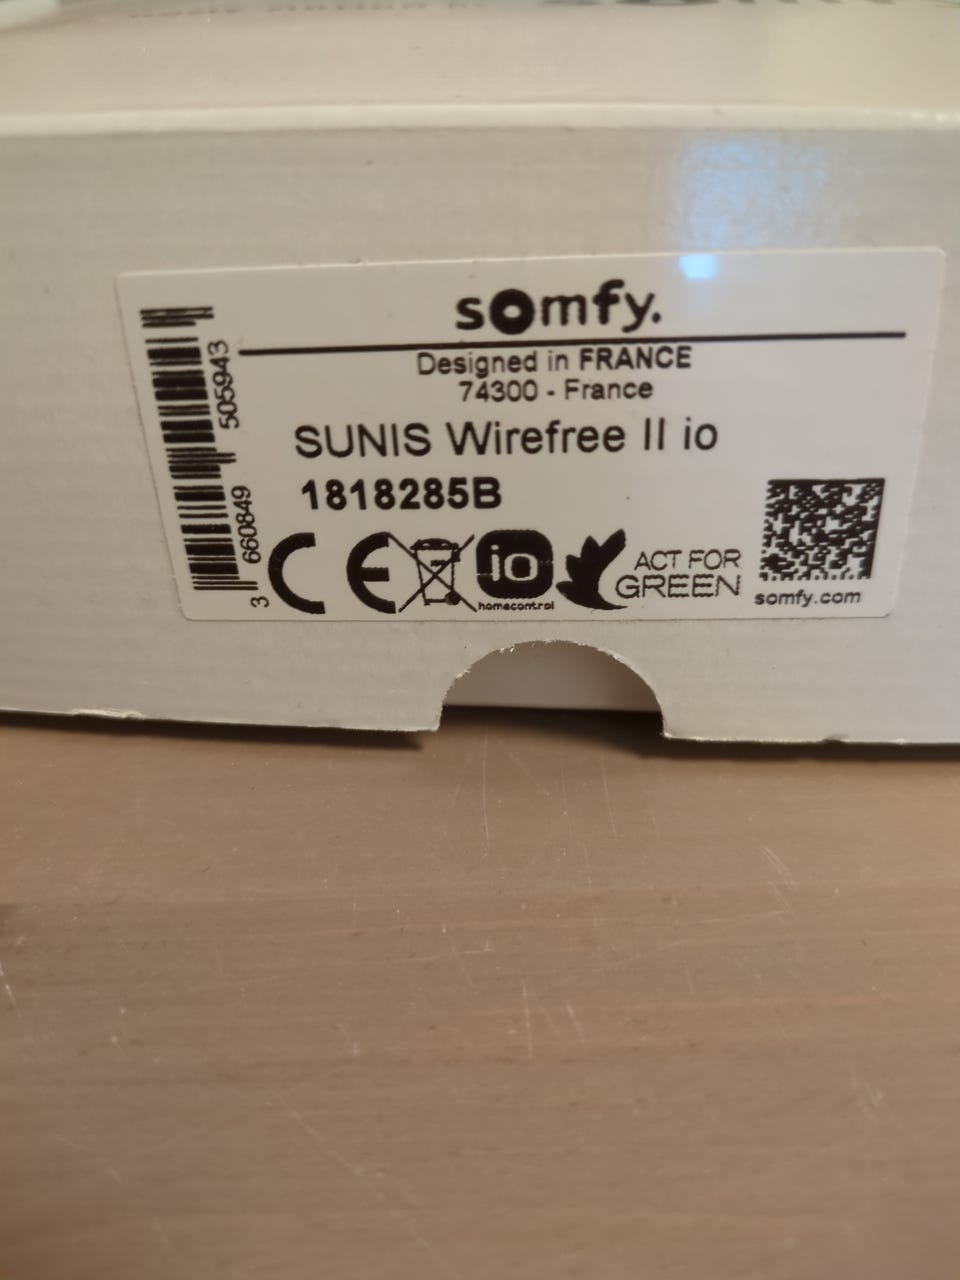 somfy.
Designed in FRANCE
74300 - France
SUNIS Wirefree II io
1818285B
3 660849 505943
CE
io
homecontrol
ACT FOR
GREEN
somfy.com